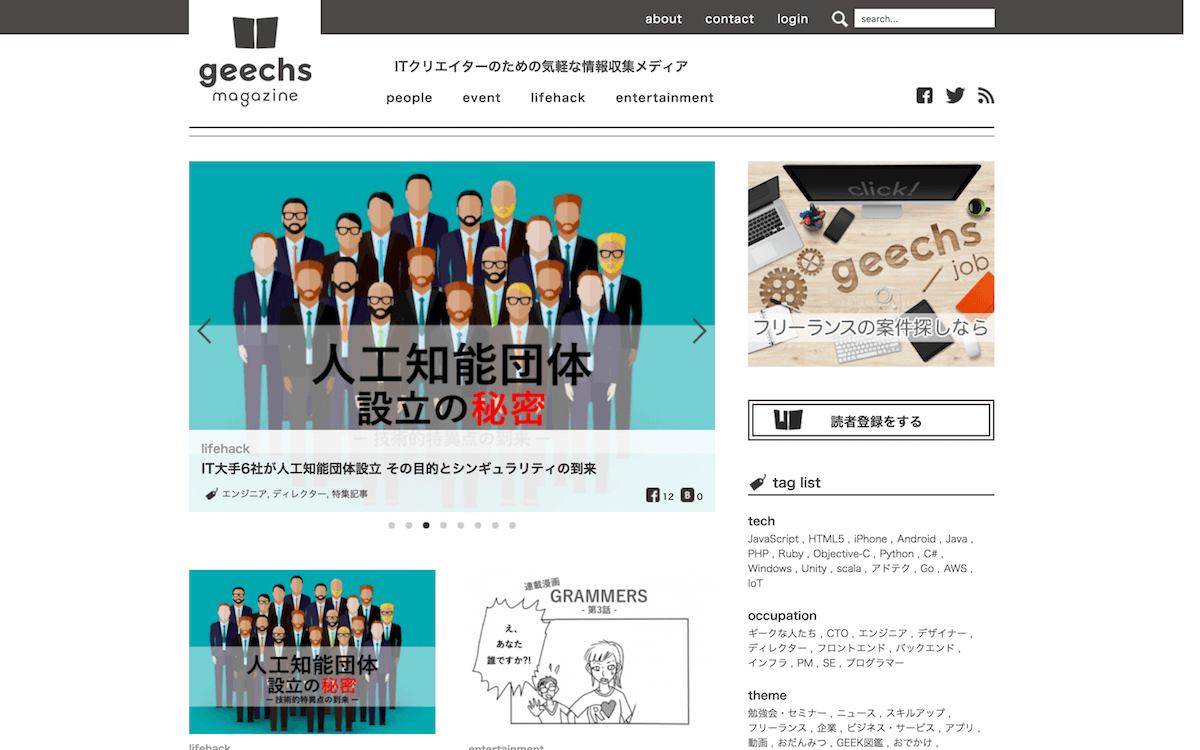 about contact login search...
geechs
magazine
ITクリエイターのための気軽な情報収集メディア
people event lifehack entertainment
人工知能団体
設立の秘密
ー 技術的特異点の到来 ー
lifehack
IT大手6社が人工知能団体設立 その目的とシンギュラリティの到来
エンジニア, ディレクター, 特集記事
12 B 0
click!
geechs
job
フリーランスの案件探しなら
読者登録をする
tag list
tech
JavaScript , HTML5 , iPhone , Android , Java ,
PHP , Ruby , Objective-C , Python , C# ,
Windows , Unity , scala , アドテク , Go , AWS ,
IoT
occupation
ギークな人たち , CTO , エンジニア , デザイナー ,
ディレクター , フロントエンド , バックエンド ,
インフラ , PM , SE , プログラマー
theme
勉強会・セミナー , ニュース , スキルアップ ,
フリーランス , 企業 , ビジネス・サービス , アプリ ,
動画 , おだんみつ , GEEK図鑑 , おでかけ ,
人工知能団体
設立の秘密
ー 技術的特異点の到来 ー
lifehack
連載漫画
GRAMMERS
- 第3話 -
え、
あなた
誰ですか?!
R
entertainment